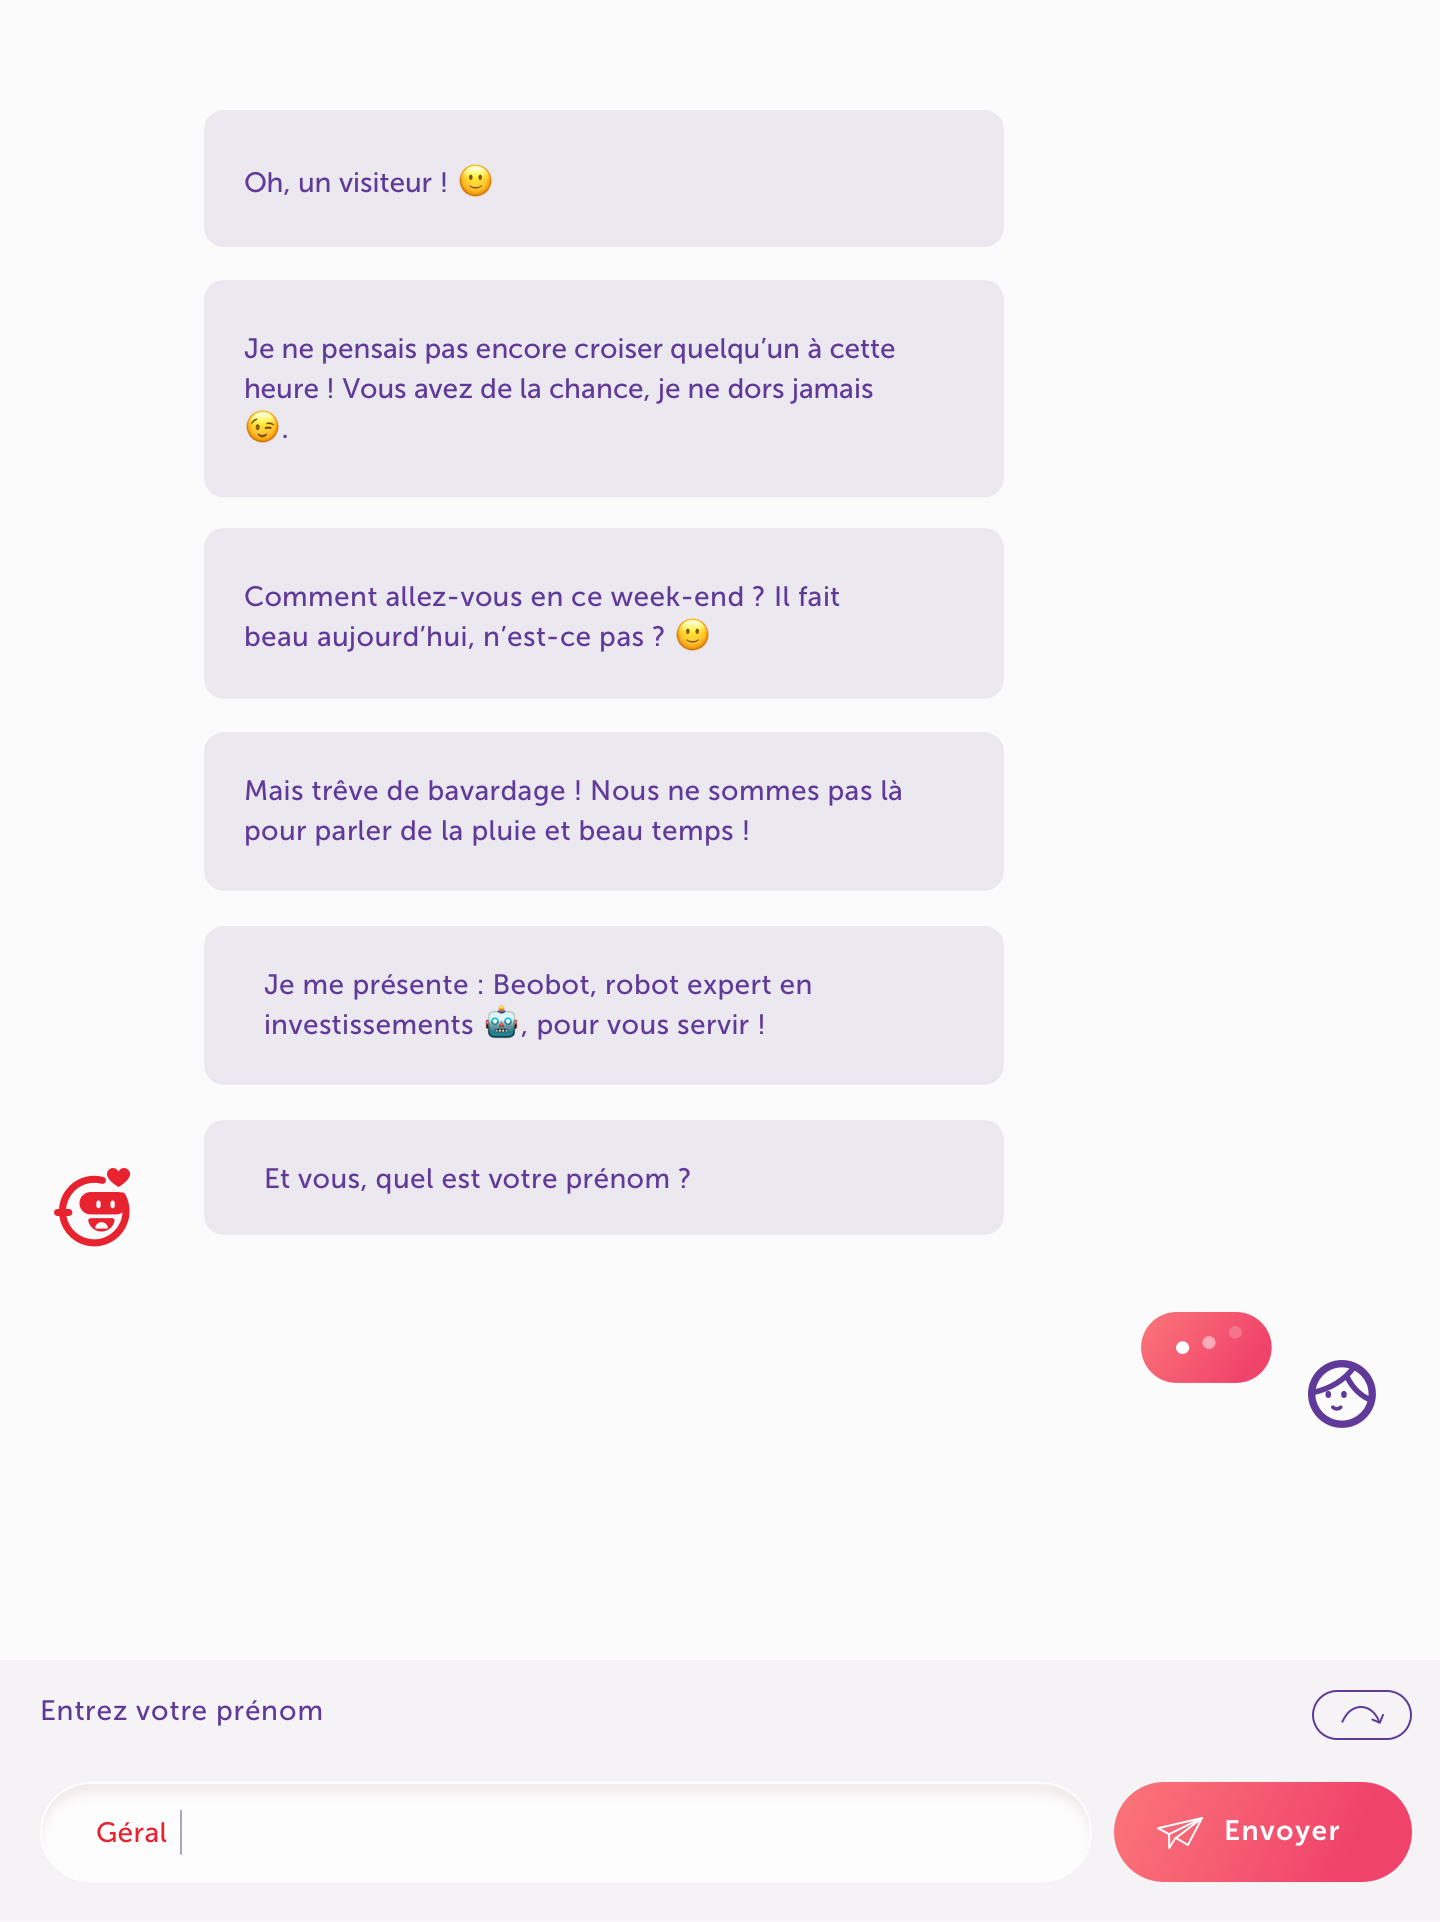 Oh, un visiteur ! 🙂
Je ne pensais pas encore croiser quelqu’un à cette
heure ! Vous avez de la chance, je ne dors jamais
😉.
Comment allez-vous en ce week-end ? Il fait
beau aujourd’hui, n’est-ce pas ? 🙂
Mais trêve de bavardage ! Nous ne sommes pas là
pour parler de la pluie et beau temps !
Je me présente : Beobot, robot expert en
investissements 🤖, pour vous servir !
Et vous, quel est votre prénom ?
Entrez votre prénom
Géral
Envoyer